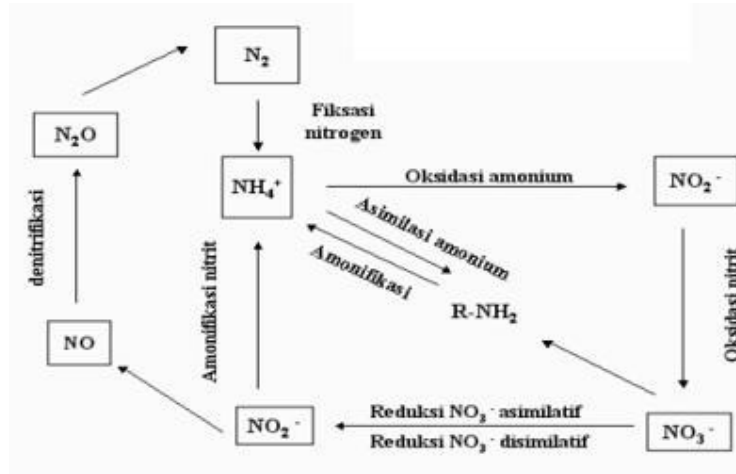 N₂
Fiksasi
nitrogen
N₂O
NH₄⁺
Oksidasi amonium
NO₂⁻
Asimilasi amonium
Amonifikasi
denitrifikasi
Amonifikasi nitrit
Oksidasi nitrit
R-NH₂
NO
Reduksi NO₃⁻ asimilatif
Reduksi NO₃⁻ disimilatif
NO₂⁻
NO₃⁻